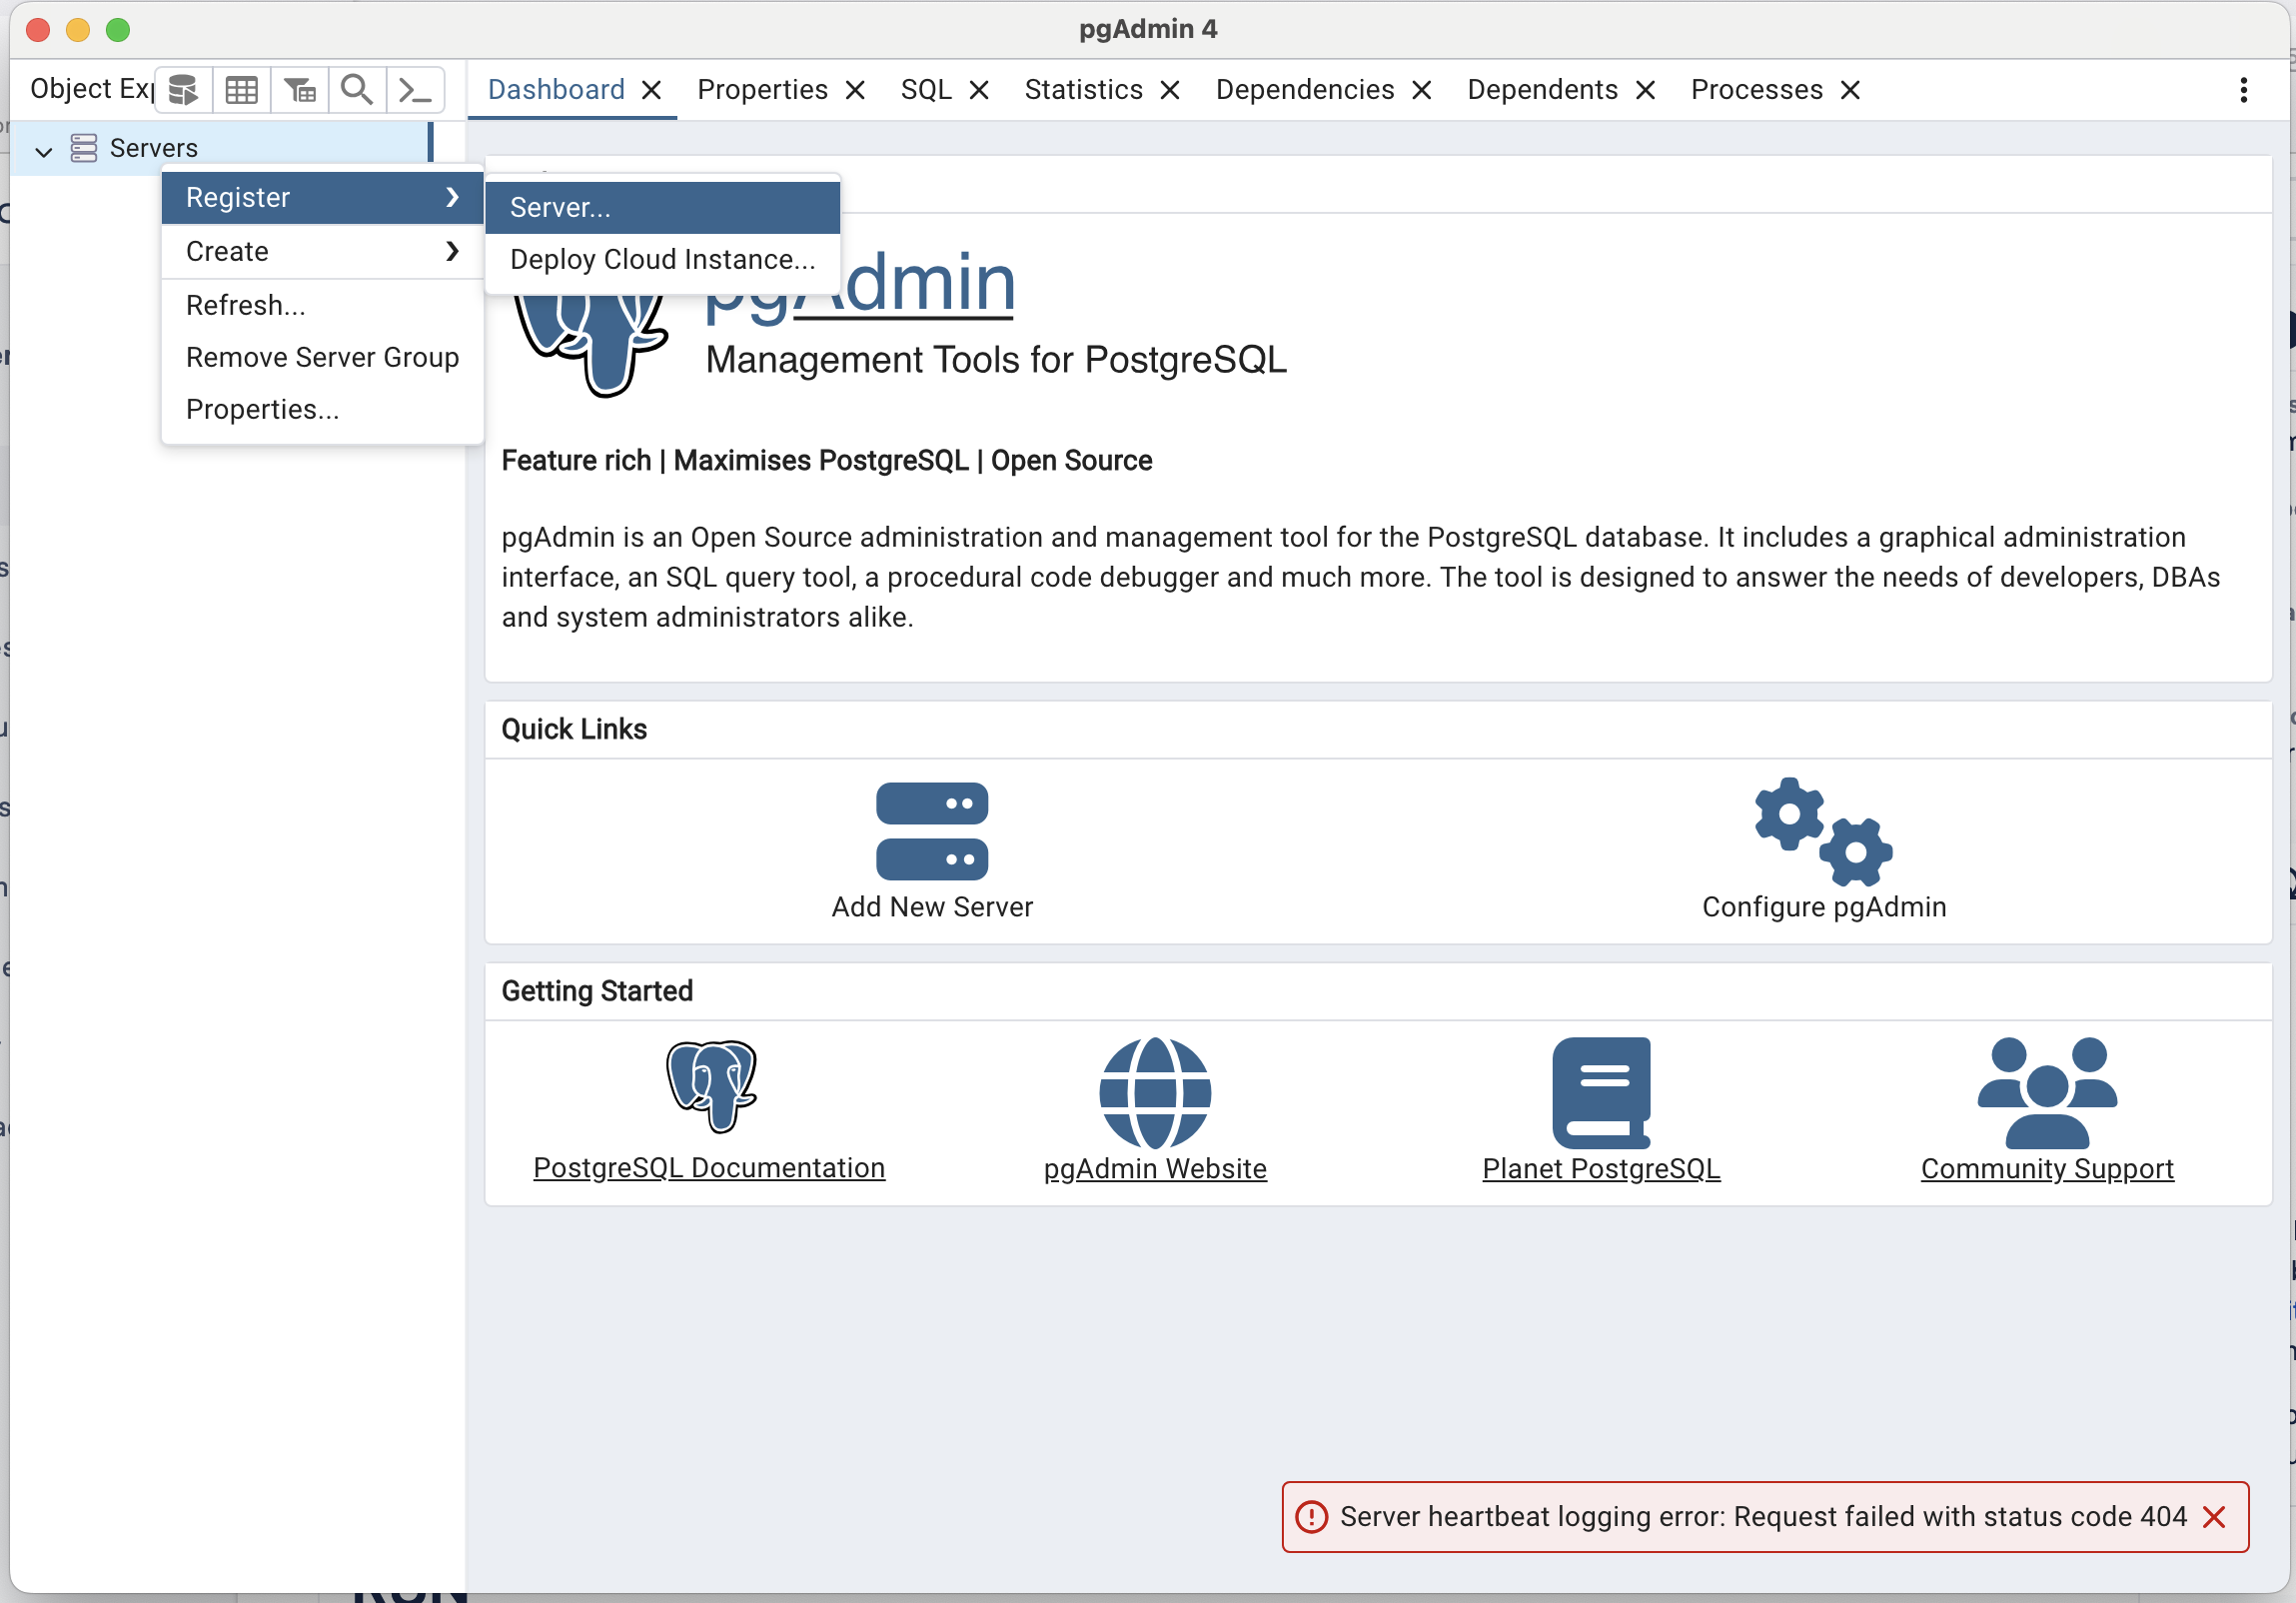 pgAdmin 4
Object Exp
Dashboard Properties SQL Statistics Dependencies Dependents Processes
Servers
Register
Create
Refresh...
Remove Server Group
Properties...
Server...
Deploy Cloud Instance...
pgAdmin
Management Tools for PostgreSQL
Feature rich | Maximises PostgreSQL | Open Source
pgAdmin is an Open Source administration and management tool for the PostgreSQL database. It includes a graphical administration
interface, an SQL query tool, a procedural code debugger and much more. The tool is designed to answer the needs of developers, DBAs
and system administrators alike.
Quick Links
Add New Server
Configure pgAdmin
Getting Started
PostgreSQL Documentation
pgAdmin Website
Planet PostgreSQL
Community Support
Server heartbeat logging error: Request failed with status code 404